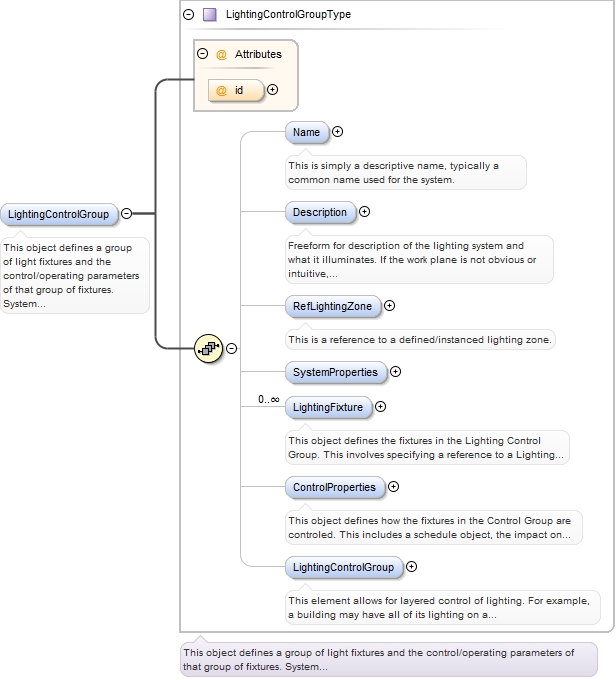 LightingControlGroupType
@ Attributes
@ id
Name
This is simply a descriptive name, typically a
common name used for the system.
LightingControlGroup
This object defines a group
of light fixtures and the
control/operating parameters
of that group of fixtures.
System...
Description
Freeform for description of the lighting system and
what it illuminates. If the work plane is not obvious or
intuitive,...
RefLightingZone
This is a reference to a defined/instanced lighting zone.
SystemProperties
0..∞
LightingFixture
This object defines the fixtures in the Lighting Control
Group. This involves specifying a reference to a Lighting...
ControlProperties
This object defines how the fixtures in the Control Group are
controled. This includes a schedule object, the impact on...
LightingControlGroup
This element allows for layered control of lighting. For example,
a building may have all of its lighting on a...
This object defines a group of light fixtures and the control/operating parameters of
that group of fixtures. System...